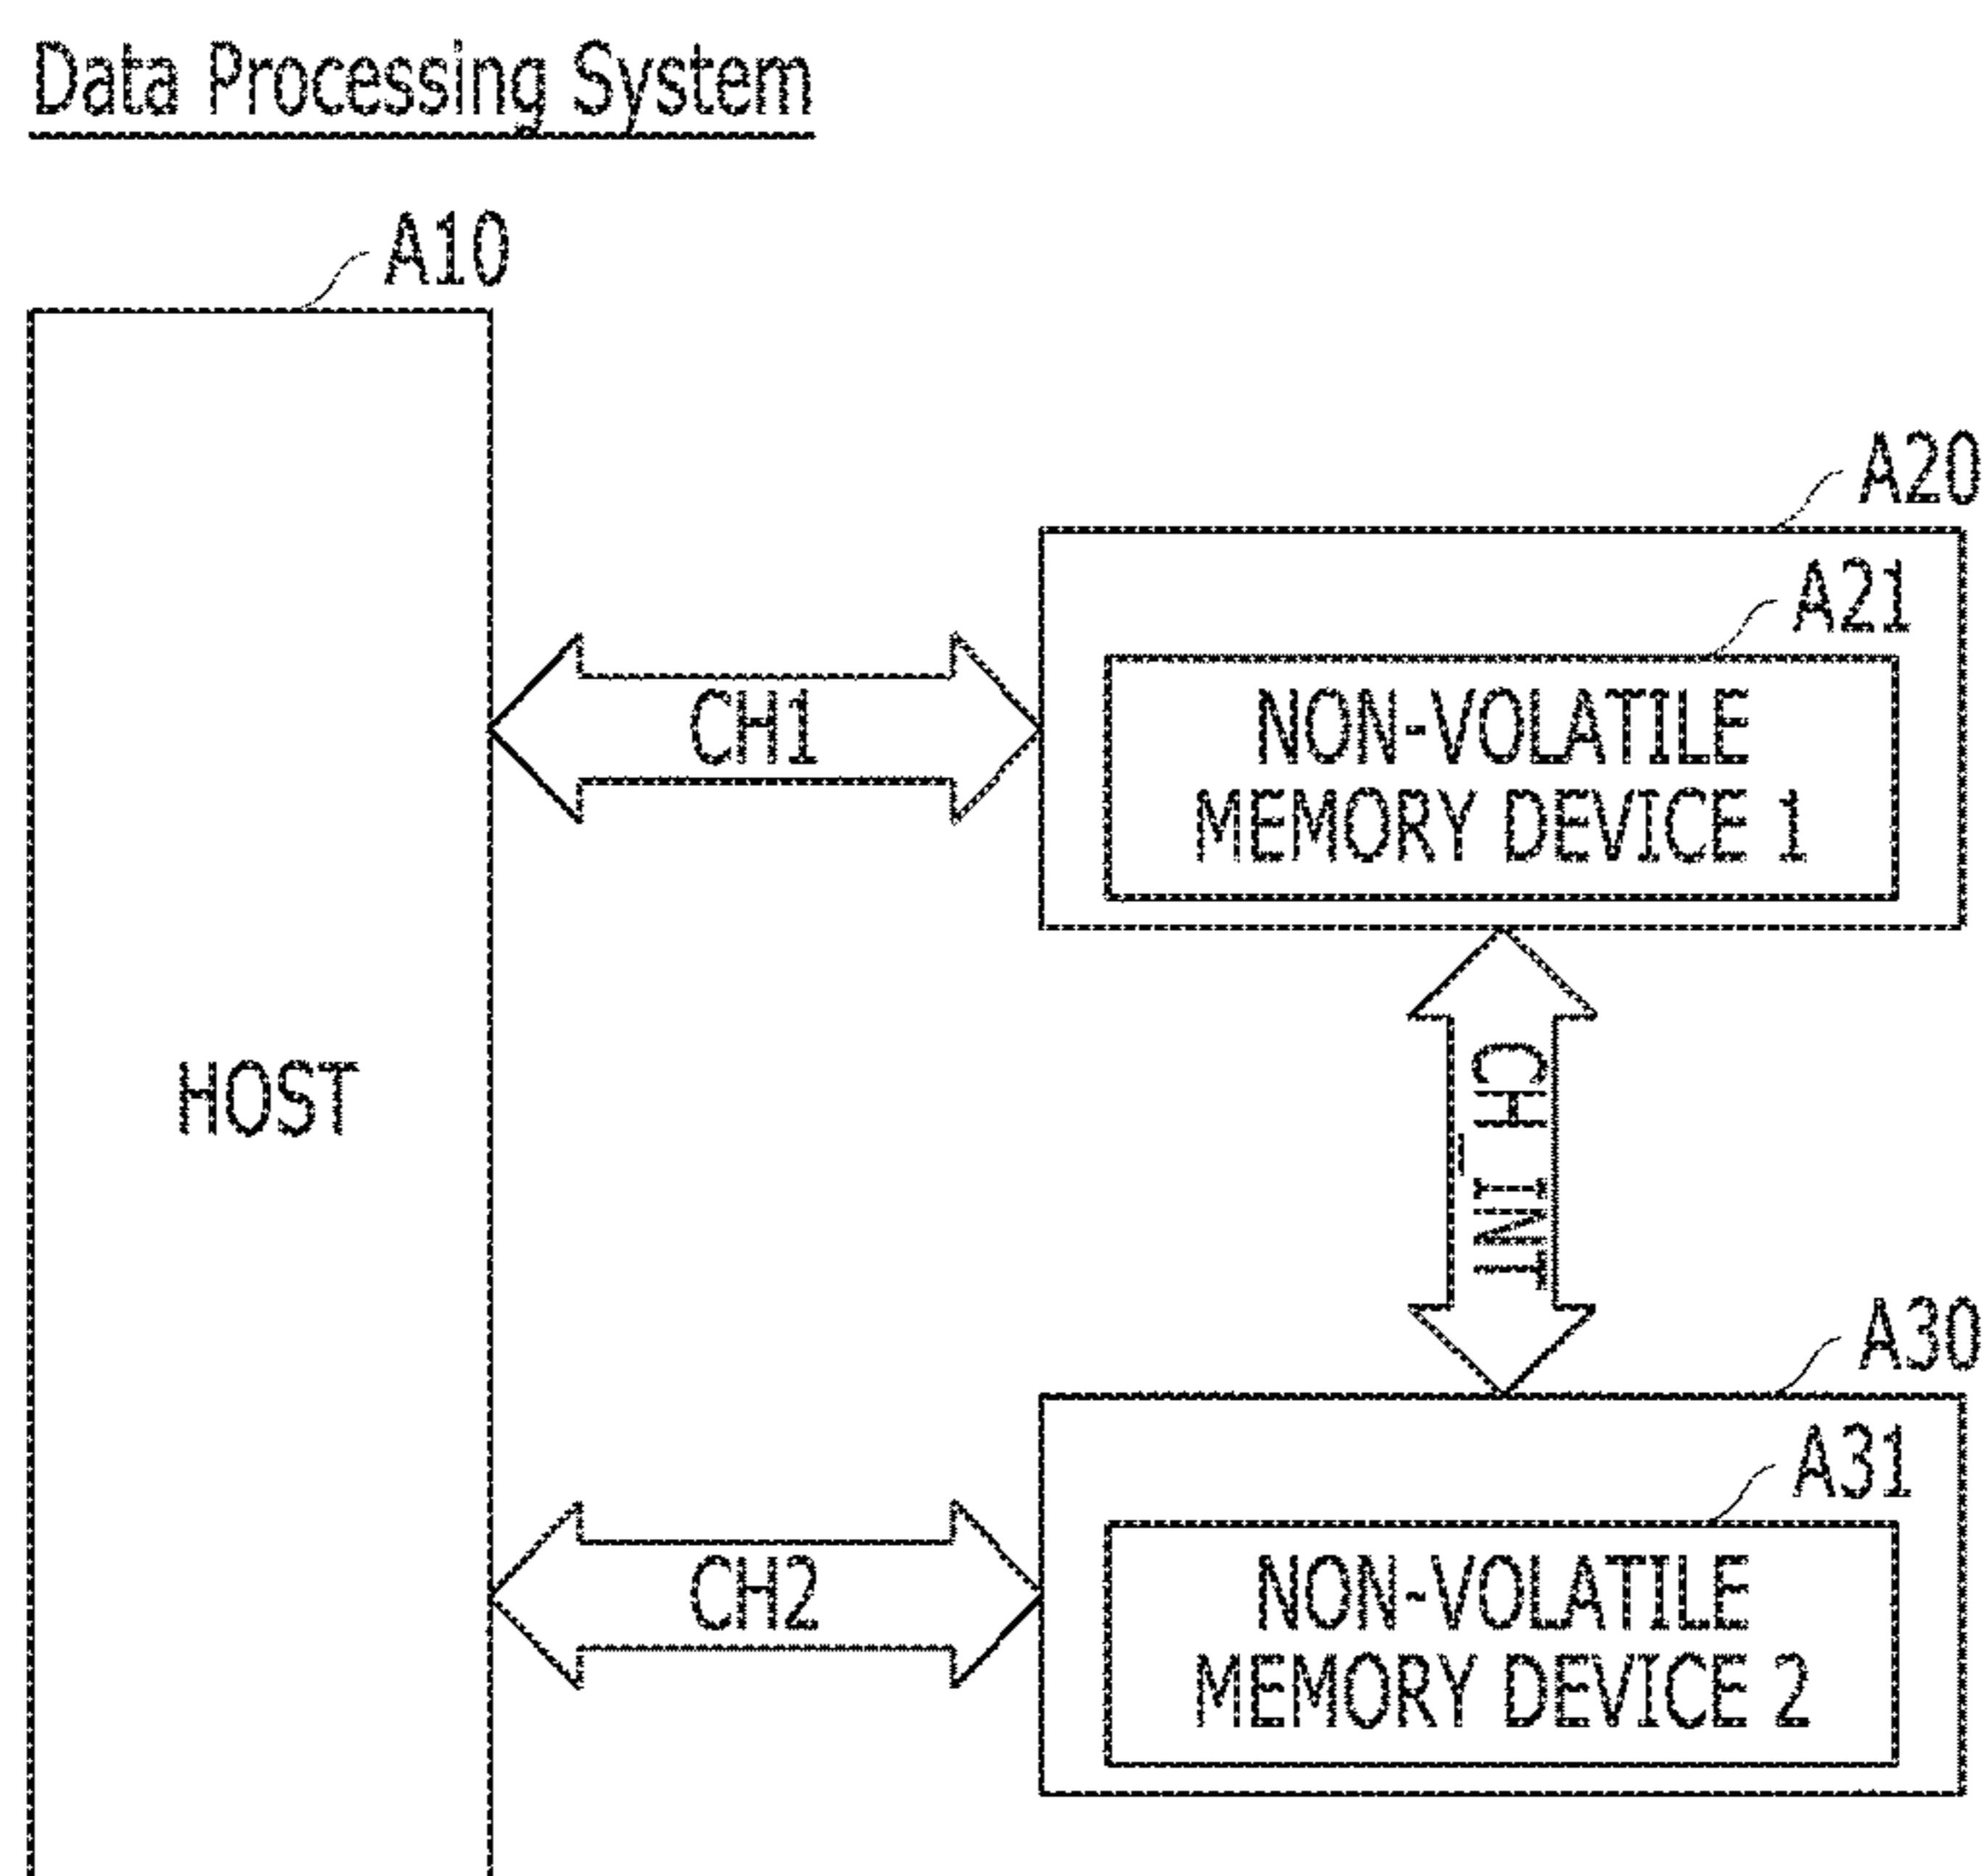 Data Processing System
A10
HOST
CH1
A20
A21
NON-VOLATILE
MEMORY DEVICE 1
CH_INT
A30
A31
CH2
NON-VOLATILE
MEMORY DEVICE 2